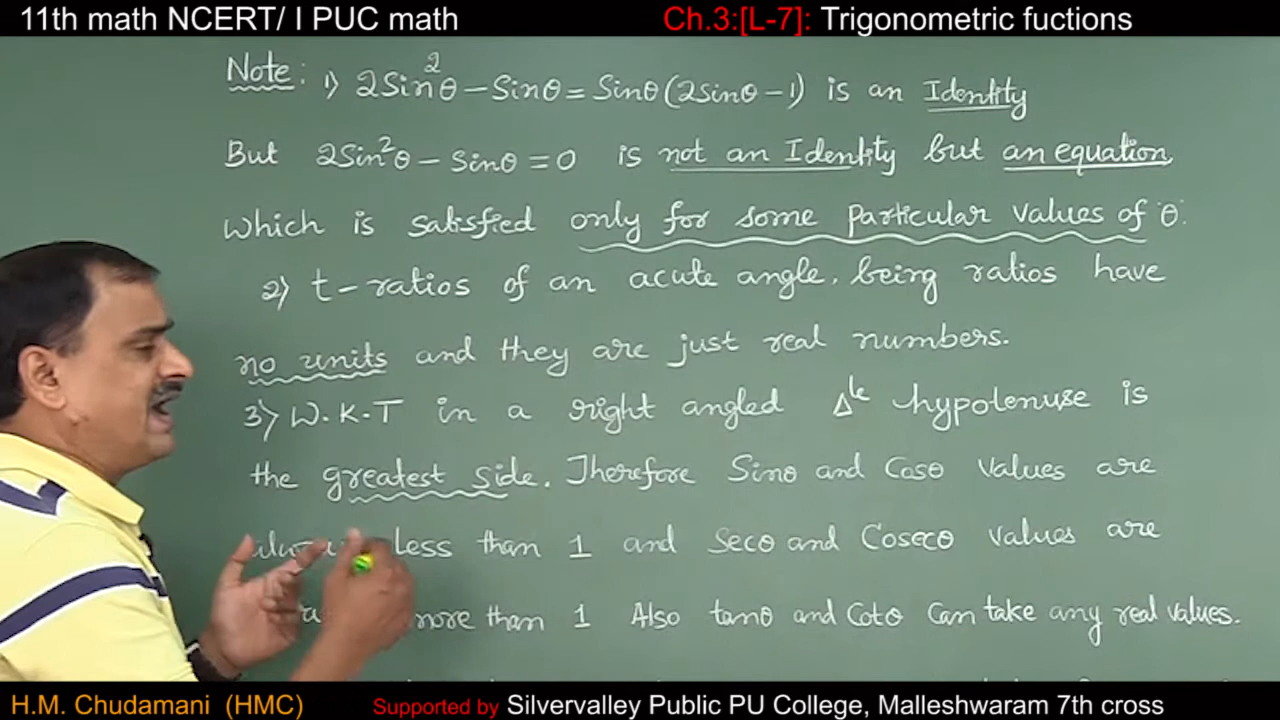 11th math NCERT/ I PUC math Ch.3:[L-7]: Trigonometric fuctions
Note: 1) 2Sin²θ - Sinθ = Sinθ(2sinθ - 1) is an Identity
But 2Sin²θ - sinθ = 0 is not an Identity but an equation
Which is satisfied only for some particular values of θ.
2) t-ratios of an acute angle, being ratios have
no units and they are just real numbers.
3) W.K.T in a right angled Δle hypotenuse is
the greatest side. Therefore Sinθ and Cosθ Values are
less than 1 and Secθ and Cosecθ values are
more than 1 Also tanθ and Cotθ Can take any real values.
H.M. Chudamani (HMC) Supported by Silvervalley Public PU College, Malleshwaram 7th cross